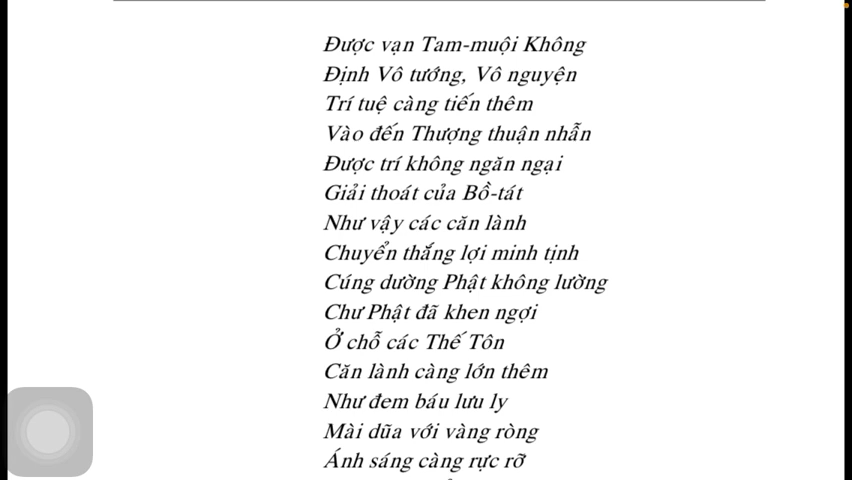 Được vạn Tam-muội Không
Định Vô tướng, Vô nguyện
Trí tuệ càng tiến thêm
Vào đến Thượng thuận nhẫn
Được trí không ngăn ngại
Giải thoát của Bồ-tát
Như vậy các căn lành
Chuyển thắng lợi minh tịnh
Cúng dường Phật không lường
Chư Phật đã khen ngợi
Ở chỗ các Thế Tôn
Căn lành càng lớn thêm
Như đem báu lưu ly
Mài dũa với vàng ròng
Ánh sáng càng rực rỡ